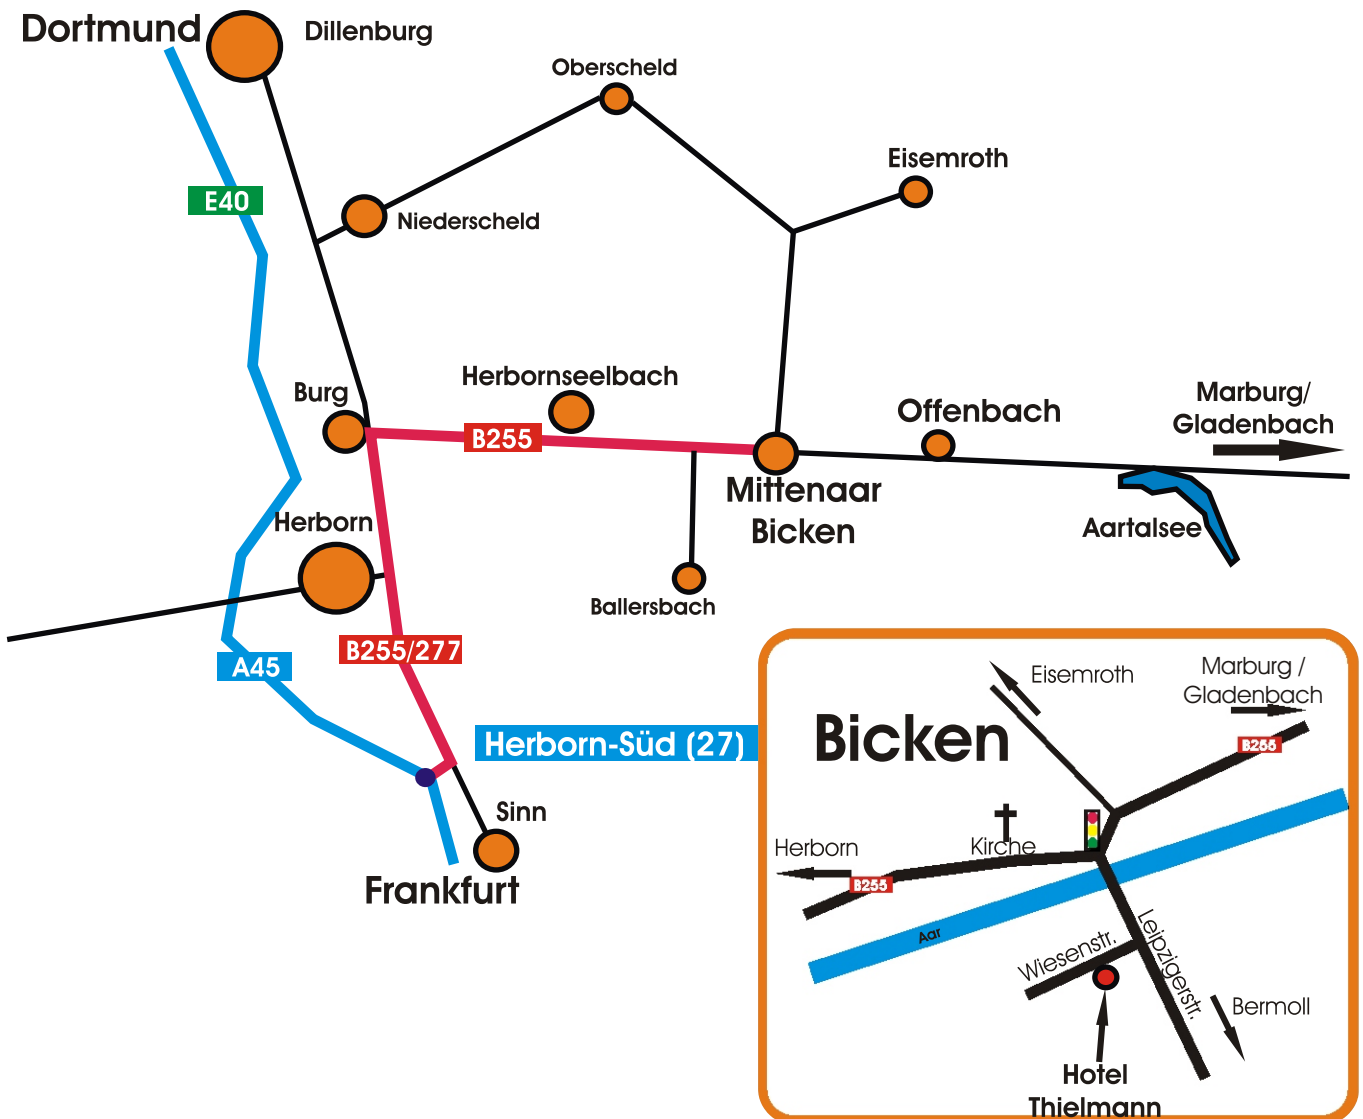 Dortmund
Dillenburg
Oberscheld
Eisemroth
E40
Niederscheld
Burg
Herbornseelbach
B255
Offenbach
Marburg/
Gladenbach
Mittenaar
Bicken
Herborn
Aartalsee
Ballersbach
B255/277
A45
Herborn-Süd (27)
Sinn
Frankfurt
Bicken
Eisemroth
Marburg /
Gladenbach
B255
Kirche
Herborn
B255
Aar
Wiesenstr.
Leipzigerstr.
Bermoll
Hotel
Thielmann